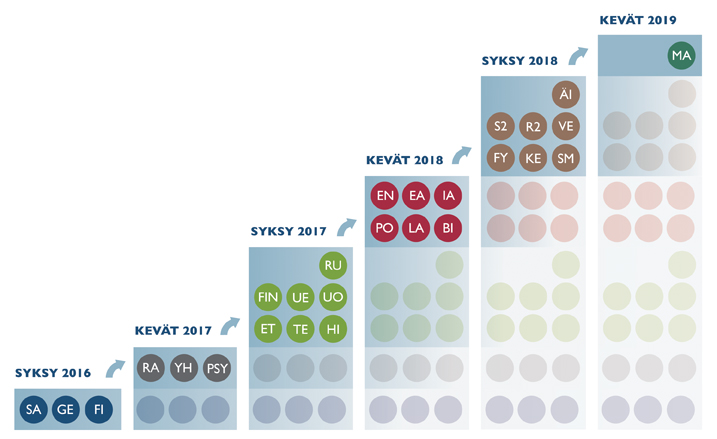 KEVÄT 2019
MA
SYKSY 2018
ÄI
S2 R2 VE
FY KE SM
KEVÄT 2018
EN EA IA
PO LA BI
SYKSY 2017
RU
FIN UE UO
ET TE HI
KEVÄT 2017
RA YH PSY
SYKSY 2016
SA GE FI